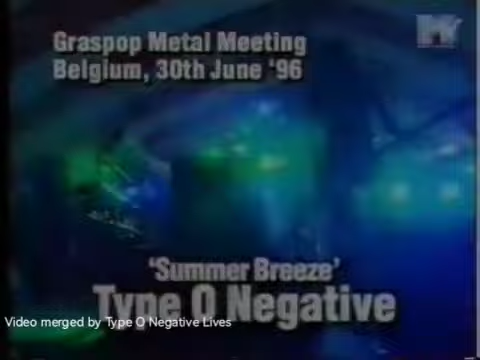 Graspop Metal Meeting
Belgium, 30th June ‘96
‘Summer Breeze’
Type O Negative
Video merged by Type O Negative Lives